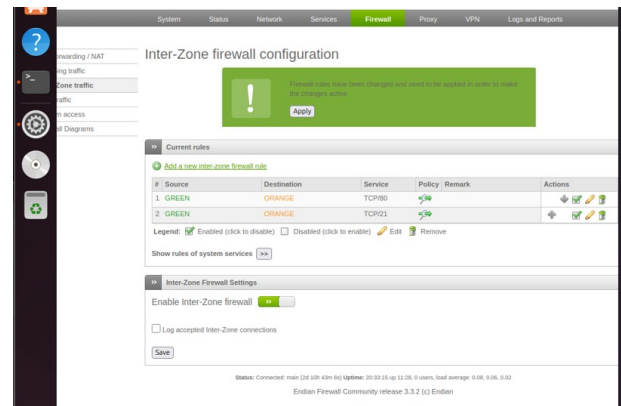 System Status Network Services Firewall Proxy VPN Logs and Reports
Inter-Zone firewall configuration
orwarding / NAT
ing traffic
Zone traffic
raffic
m access
all Diagrams
Firewall rules have been changed and need to be applied in order to make
the changes active
Apply
Current rules
Add a new inter-zone firewall rule
# Source Destination Service Policy Remark Actions
1 GREEN ORANGE TCP/80
2 GREEN ORANGE TCP/21
Legend: Enabled (click to disable) Disabled (click to enable) Edit Remove
Show rules of system services >>
Inter-Zone Firewall Settings
Enable Inter-Zone firewall
Log accepted Inter-Zone connections
Save
Status: Connected: main (2d 10h 43m 6s) Uptime: 20:33:15 up 11:28, 0 users, load average: 0.08, 0.06, 0.02
Endian Firewall Community release 3.3.2 (c) Endian